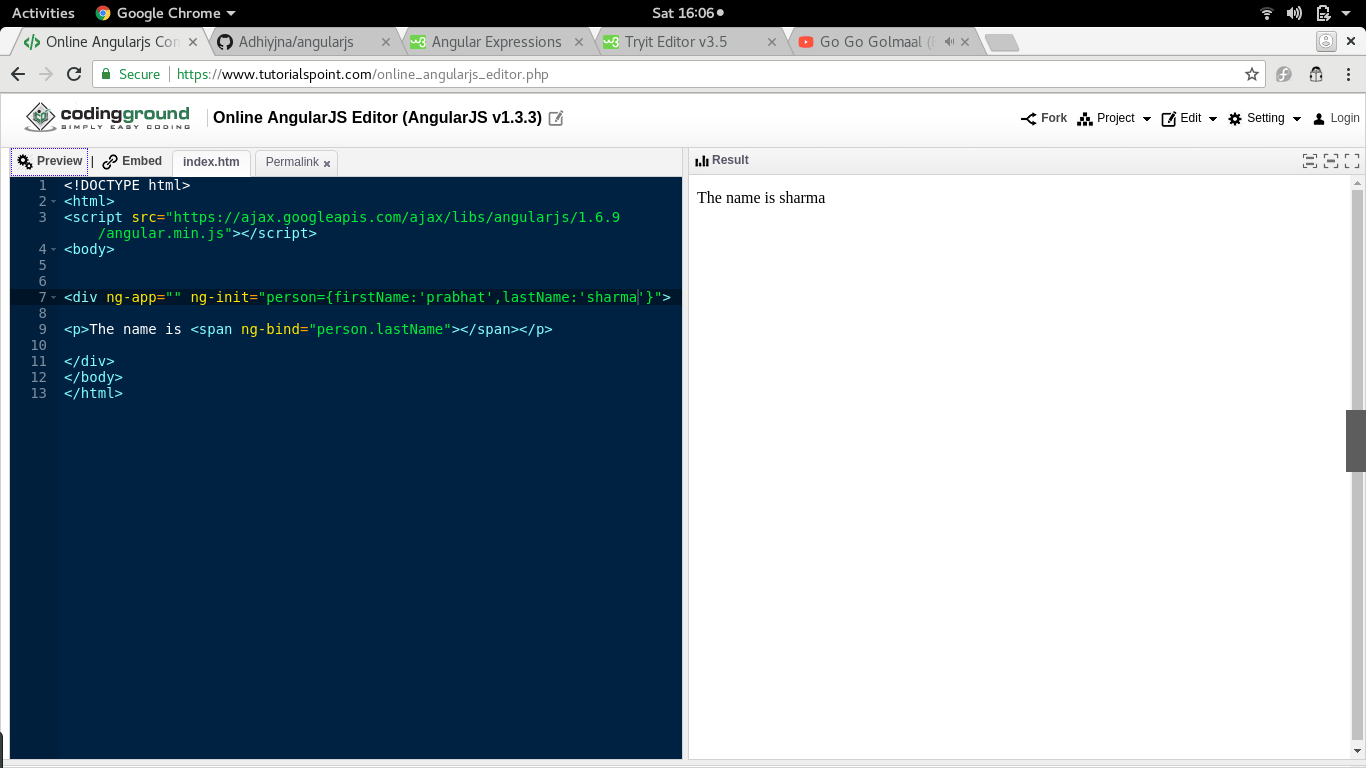 Activities Google Chrome Sat 16:06
Online Angularjs Con Adhiyjna/angularjs Angular Expressions Tryit Editor v3.5 Go Go Golmaal
Secure https://www.tutorialspoint.com/online_angularjs_editor.php
codingground
SIMPLY EASY CODING
Online AngularJS Editor (AngularJS v1.3.3) Fork Project Edit Setting Login
Preview | Embed index.htm Permalink x Result
1 <!DOCTYPE html>
2 <html>
3 <script src="https://ajax.googleapis.com/ajax/libs/angularjs/1.6.9
/angular.min.js"></script>
4 <body>
5
6
7 <div ng-app="" ng-init="person={firstName:'prabhat',lastName:'sharma'}">
8
9 <p>The name is <span ng-bind="person.lastName"></span></p>
10
11 </div>
12 </body>
13 </html>
The name is sharma